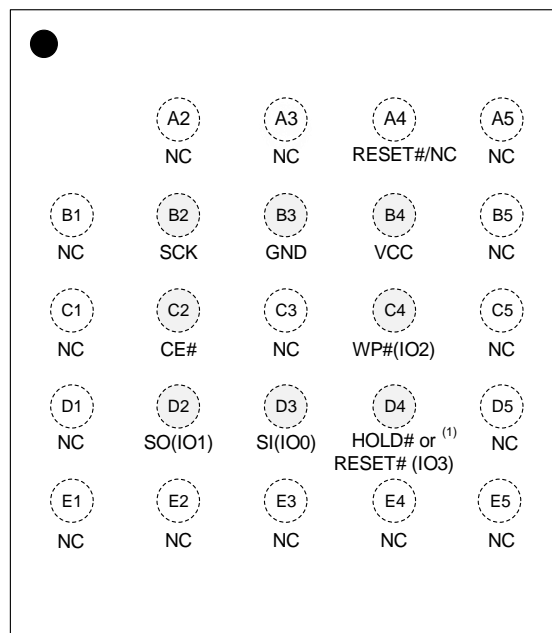 A2 A3 A4 A5
NC NC RESET#/NC NC
B1 B2 B3 B4 B5
NC SCK GND VCC NC
C1 C2 C3 C4 C5
NC CE# NC WP#(IO2) NC
D1 D2 D3 D4 D5
NC SO(IO1) SI(IO0) HOLD# or (1) NC
RESET# (IO3)
E1 E2 E3 E4 E5
NC NC NC NC NC